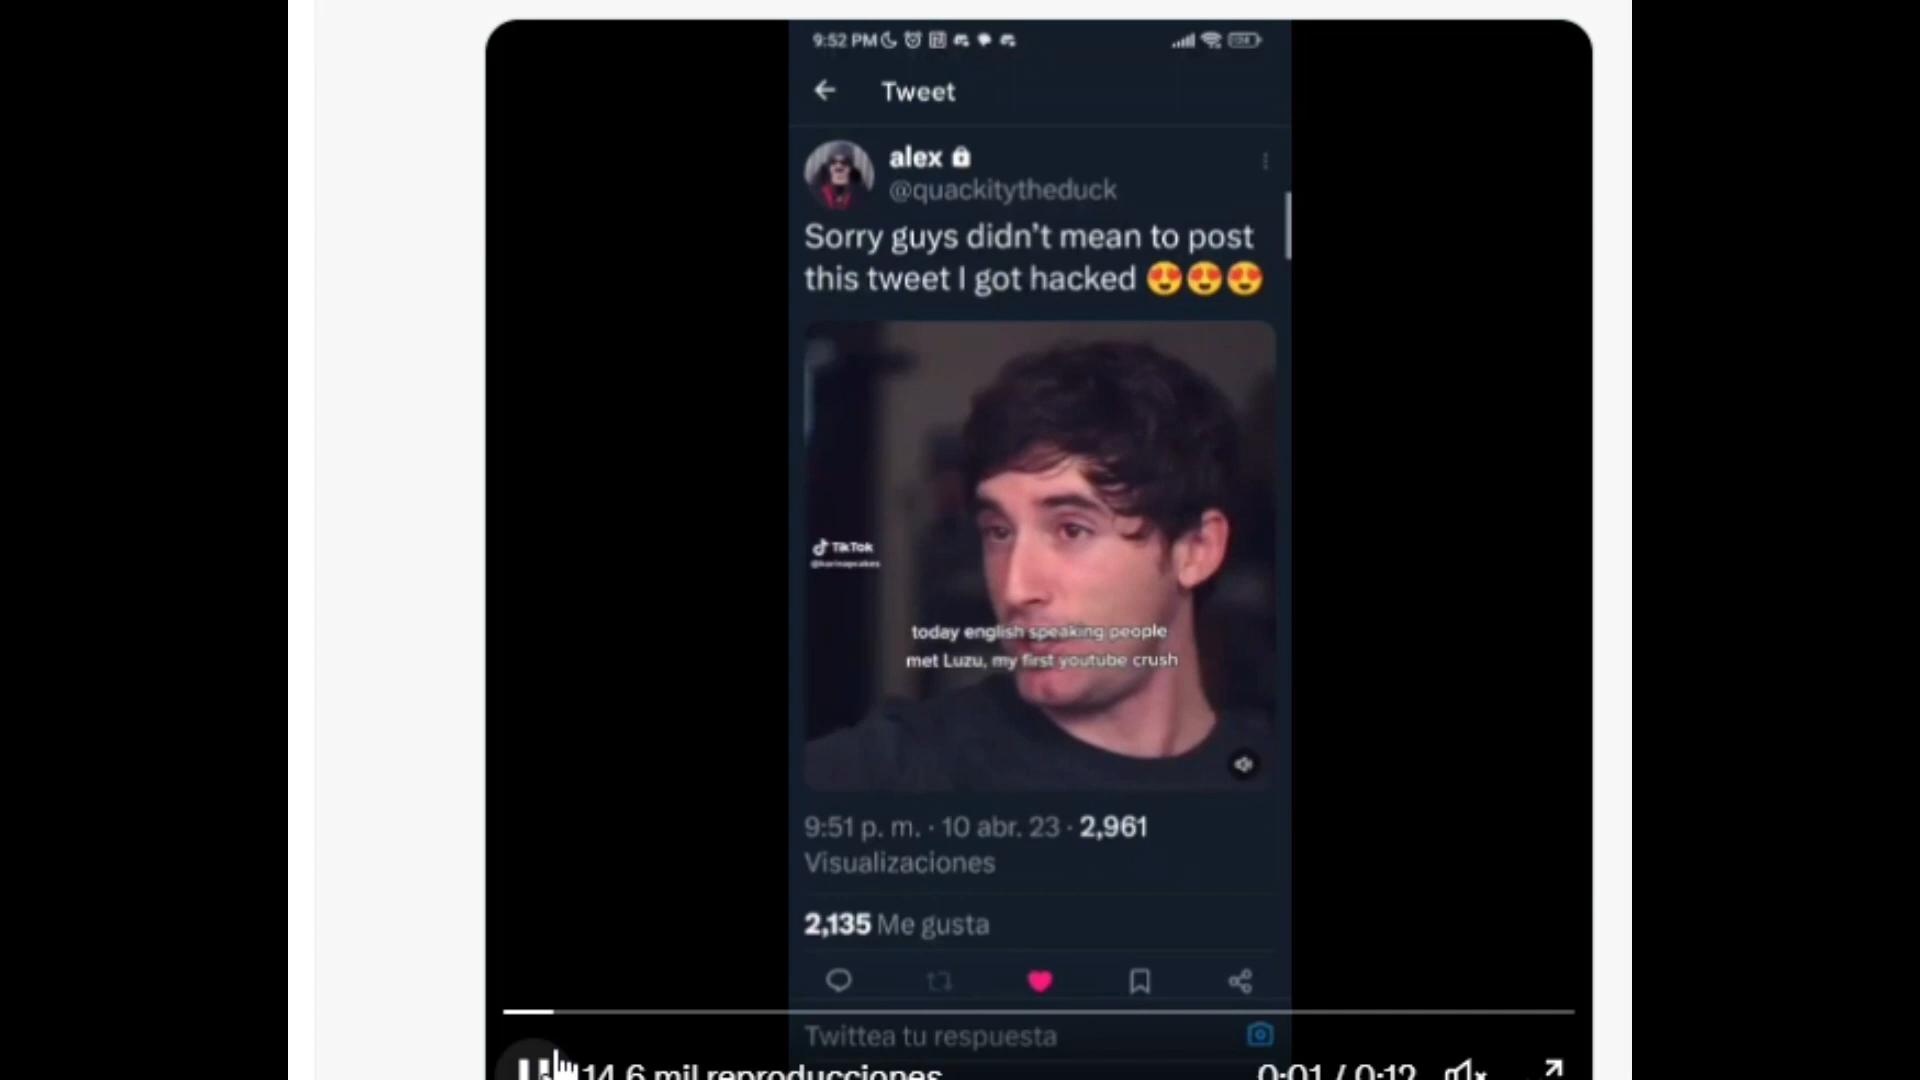 9:52 PM
Tweet
alex
@quackitytheduck
Sorry guys didn't mean to post
this tweet I got hacked 😍😍😍
TikTok
today english speaking people
met Luzu, my first youtube crush
9:51 p. m. · 10 abr. 23 · 2,961
Visualizaciones
2,135 Me gusta
Twittea tu respuesta
14,6 mil reproducciones
0:01 / 0:12